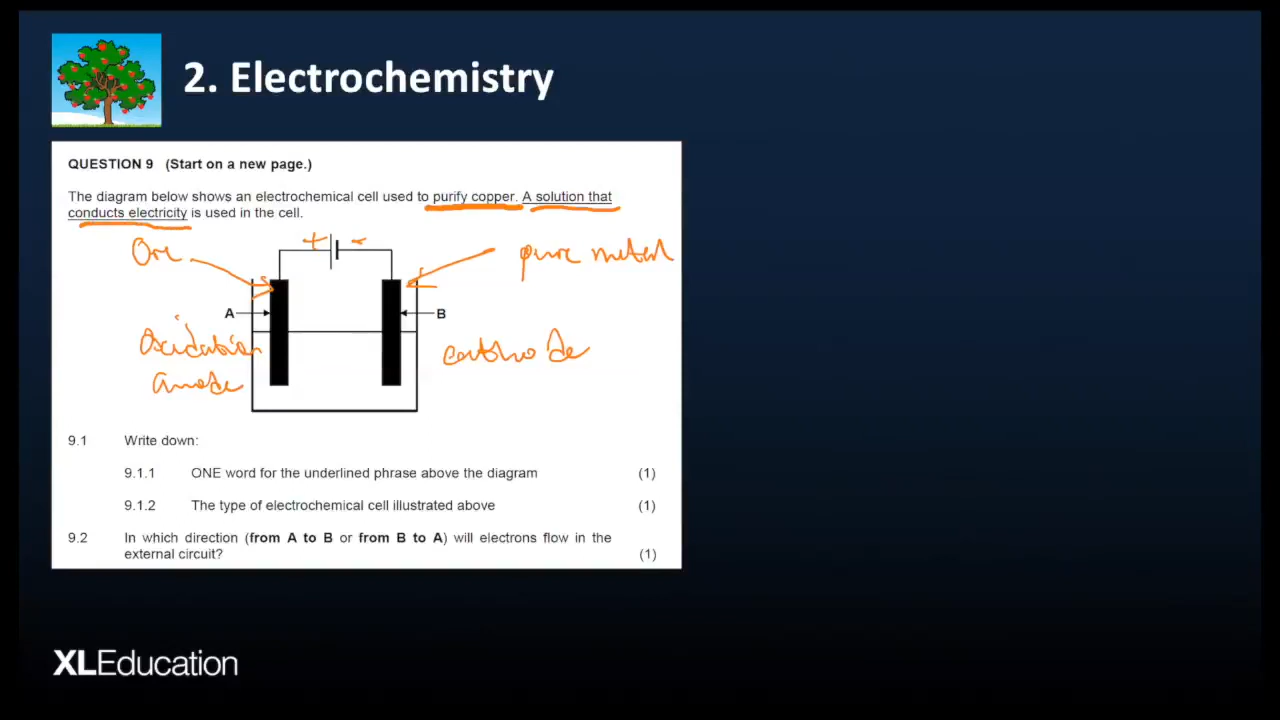 2. Electrochemistry
QUESTION 9 (Start on a new page.)
The diagram below shows an electrochemical cell used to purify copper. A solution that
conducts electricity is used in the cell.
+ -
Ore
pure metal
A
B
Oxidation
cathode
anode
9.1 Write down:
9.1.1 ONE word for the underlined phrase above the diagram (1)
9.1.2 The type of electrochemical cell illustrated above (1)
9.2 In which direction (from A to B or from B to A) will electrons flow in the
external circuit? (1)
XLEducation